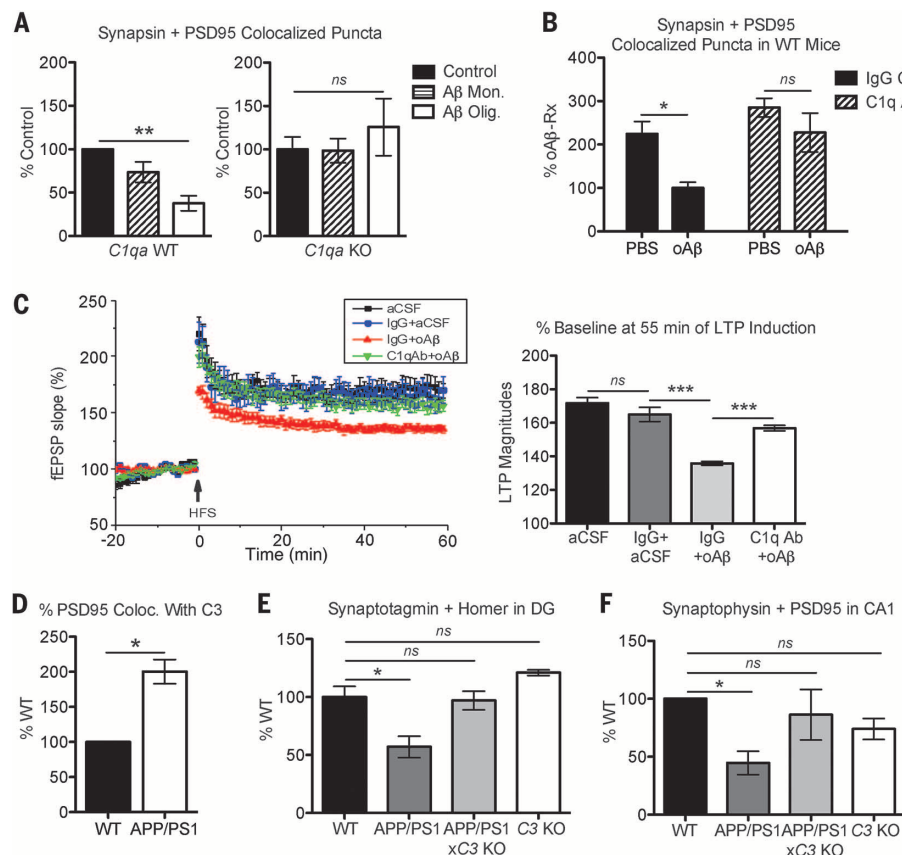 A
Synapsin + PSD95 Colocalized Puncta
% Control
150
100
50
0
**
C1qa WT
% Control
200
150
100
50
0
ns
C1qa KO
Control
Aβ Mon.
Aβ Olig.
B
Synapsin + PSD95
Colocalized Puncta in WT Mice
% oAβ-Rx
400
300
200
100
0
*
ns
PBS oAβ
PBS oAβ
IgG
C1q
C
fEPSP slope (%)
250
200
150
100
50
aCSF
IgG+aCSF
IgG+oAβ
C1qAb+oAβ
HFS
-20 0 20 40 60
Time (min)
% Baseline at 55 min of LTP Induction
LTP Magnitudes
200
180
160
140
120
100
ns
***
***
aCSF
IgG+
aCSF
IgG
+oAβ
C1q Ab
+oAβ
D
% PSD95 Coloc. With C3
% WT
250
200
150
100
50
0
*
WT APP/PS1
E
Synaptotagmin + Homer in DG
% WT
150
100
50
0
ns
ns
*
WT APP/PS1 APP/PS1 C3 KO
xC3 KO
F
Synaptophysin + PSD95 in CA1
% WT
150
100
50
0
ns
ns
*
WT APP/PS1 APP/PS1 C3 KO
xC3 KO